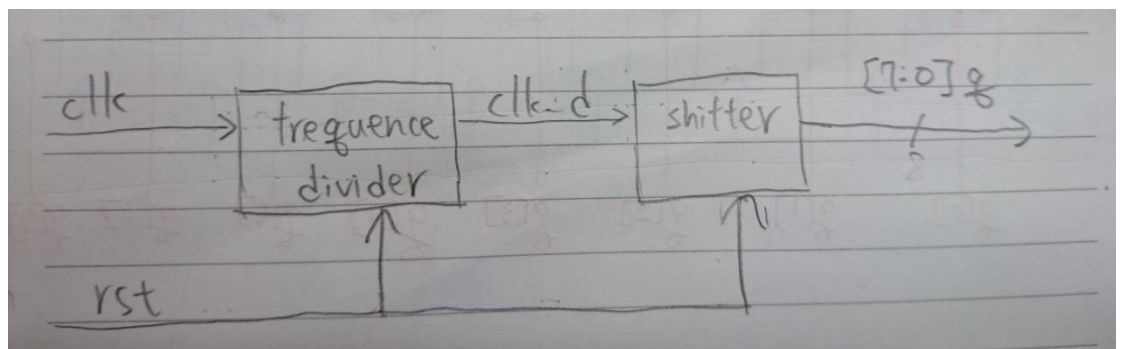 clk
frequence
divider
clk_d
shifter
[7:0] q
8
rst